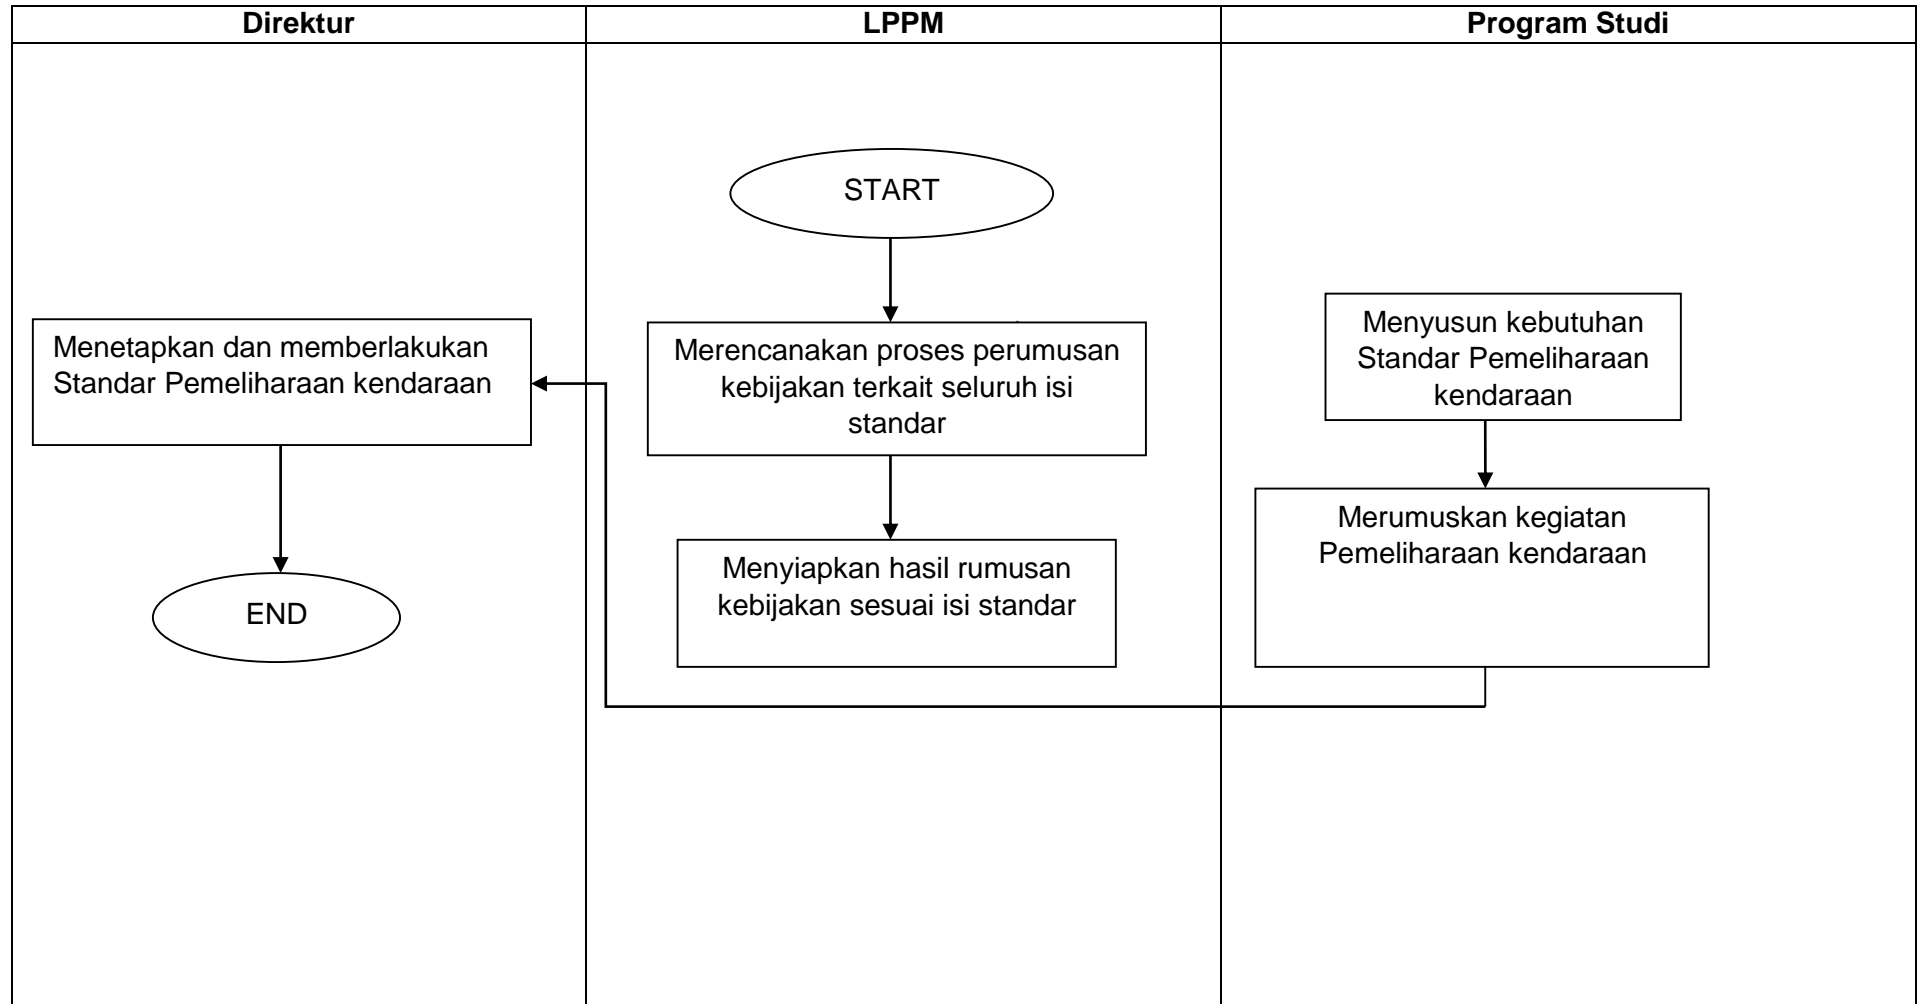 Direktur
LPPM
Program Studi
START
Menetapkan dan memberlakukan
Standar Pemeliharaan kendaraan
END
Merencanakan proses perumusan
kebijakan terkait seluruh isi
standar
Menyiapkan hasil rumusan
kebijakan sesuai isi standar
Menyusun kebutuhan
Standar Pemeliharaan
kendaraan
Merumuskan kegiatan
Pemeliharaan kendaraan